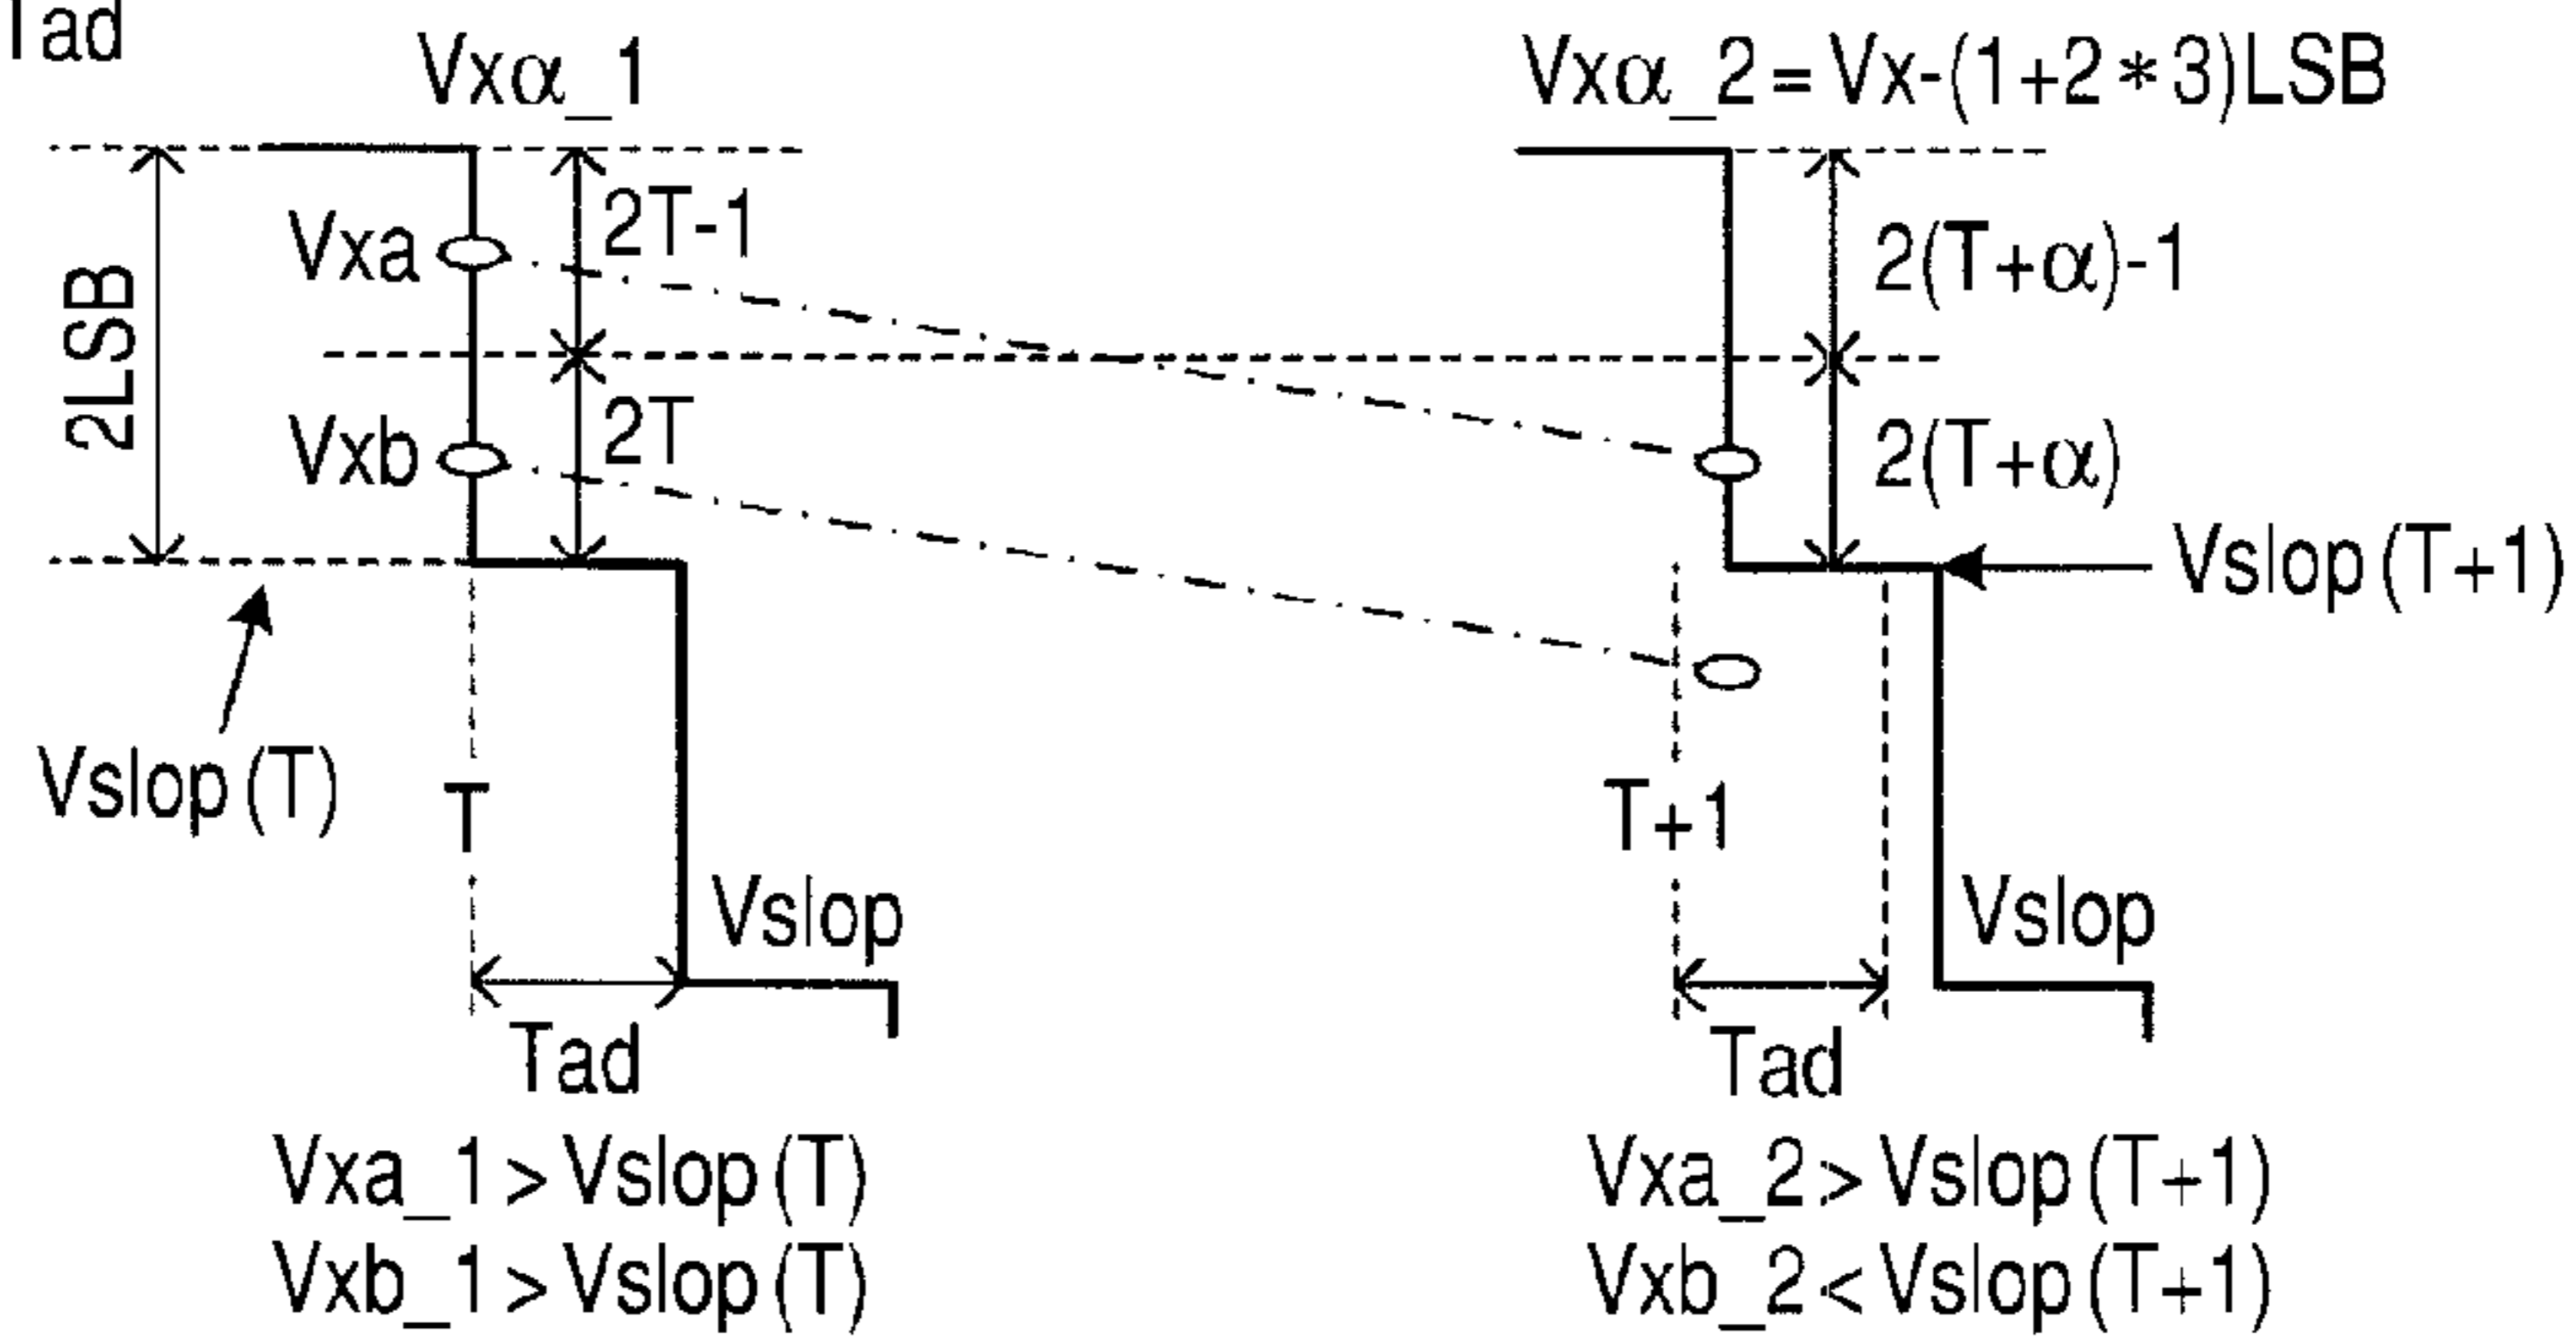 Tad
Vxα_1
Vxα_2 = Vx-(1+2*3)LSB
2LSB
Vxa
2T-1
2(T+α)-1
Vxb
2T
2(T+α)
Vslop (T+1)
Vslop (T)
T
T+1
Vslop
Vslop
Tad
Tad
Vxa_1 > Vslop (T)
Vxa_2 > Vslop (T+1)
Vxb_1 > Vslop (T)
Vxb_2 < Vslop (T+1)